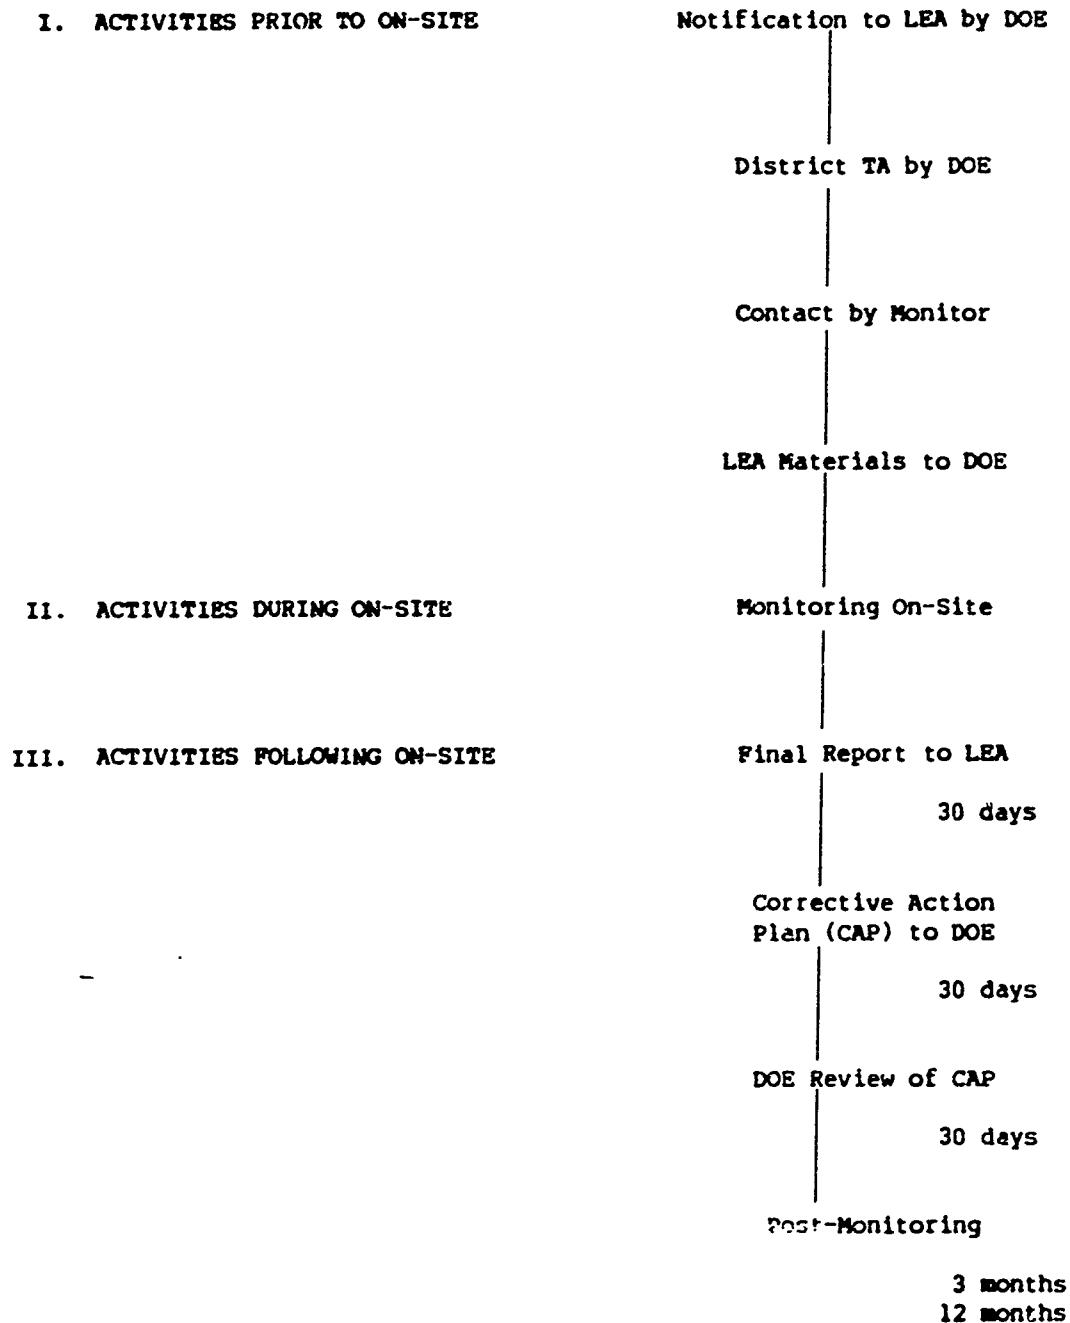 I. ACTIVITIES PRIOR TO ON-SITE Notification to LEA by DOE
District TA by DOE
Contact by Monitor
LEA Materials to DOE
II. ACTIVITIES DURING ON-SITE Monitoring On-Site
III. ACTIVITIES FOLLOWING ON-SITE Final Report to LEA
30 days
Corrective Action
Plan (CAP) to DOE
30 days
DOE Review of CAP
30 days
Post-Monitoring
3 months
12 months